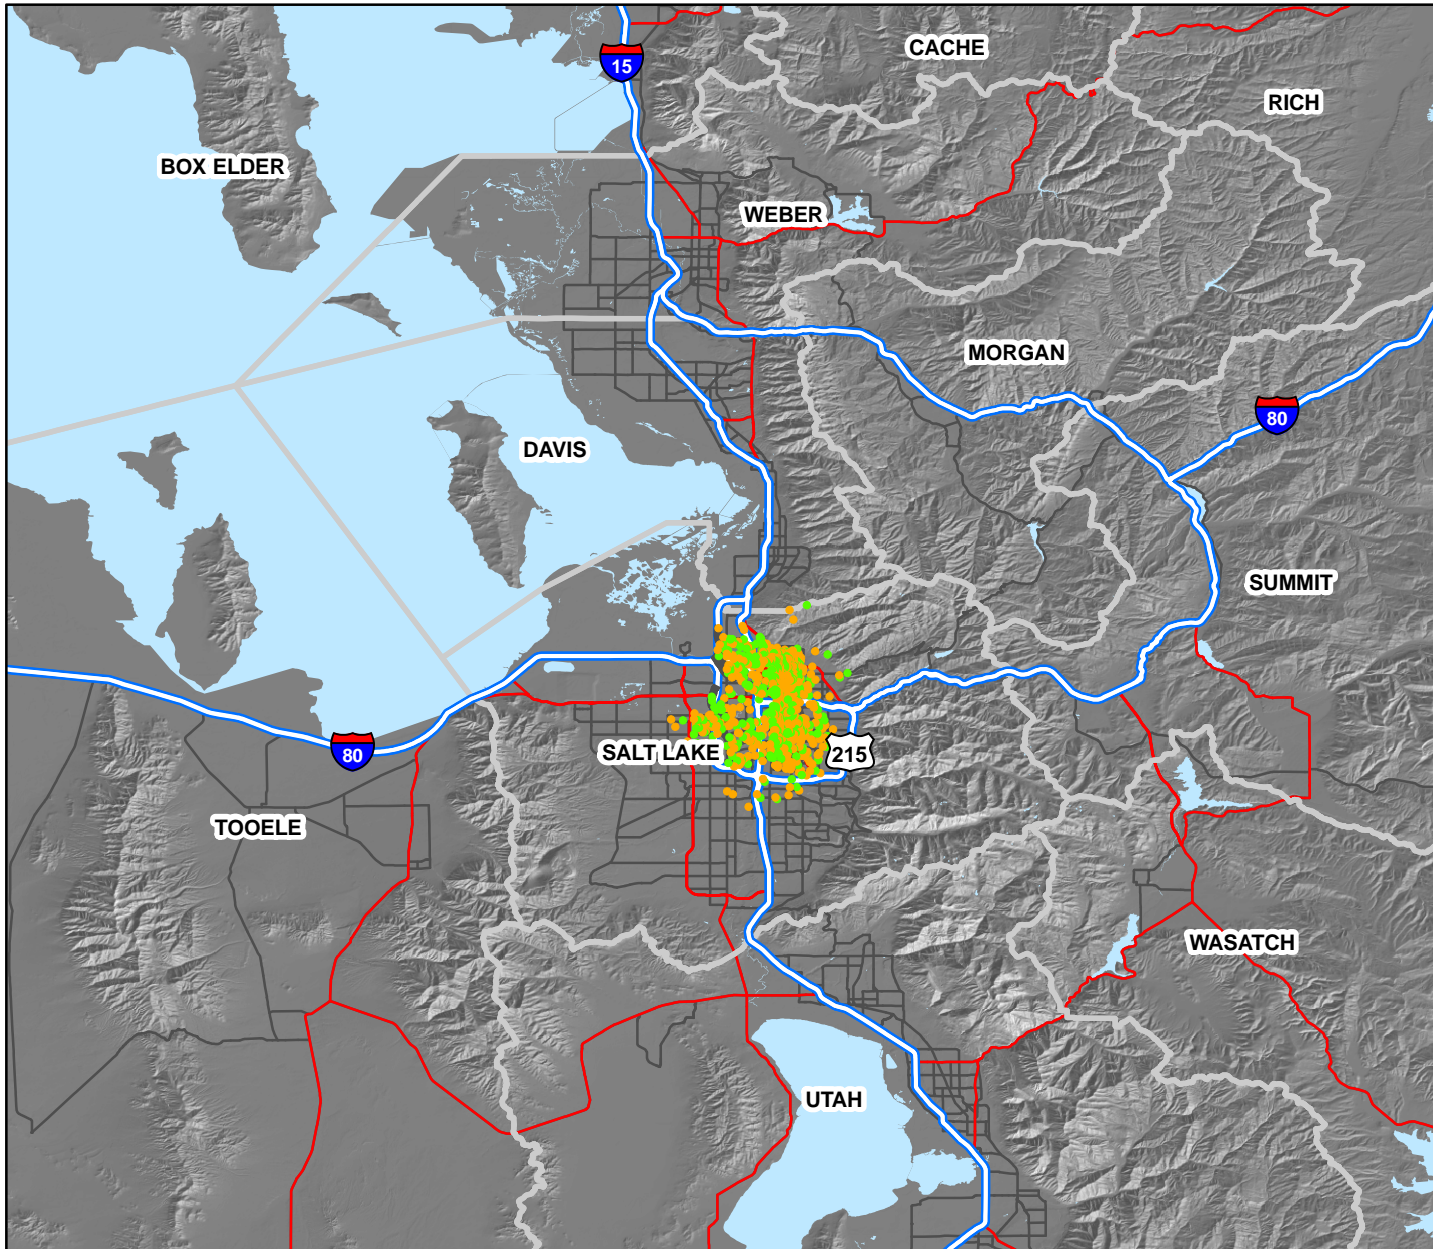 CACHE
15
RICH
BOX ELDER
WEBER
MORGAN
80
DAVIS
SUMMIT
SALT LAKE
215
80
TOOELE
WASATCH
UTAH